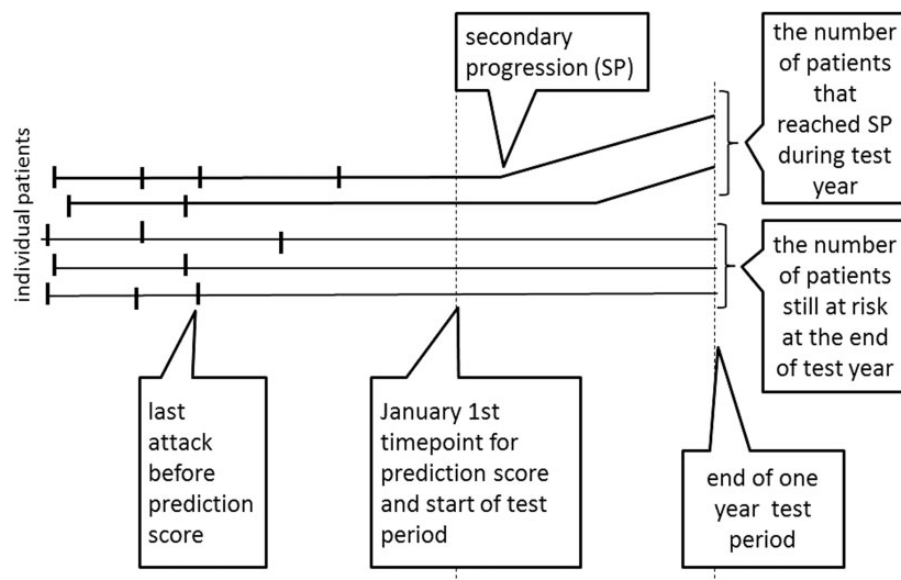 secondary
progression (SP)
the number
of patients
that
reached SP
during test
year
individual patients
the number
of patients
still at risk
at the end
of test year
last
attack
before
prediction
score
January 1st
timepoint for
prediction score
and start of test
period
end of one
year test
period